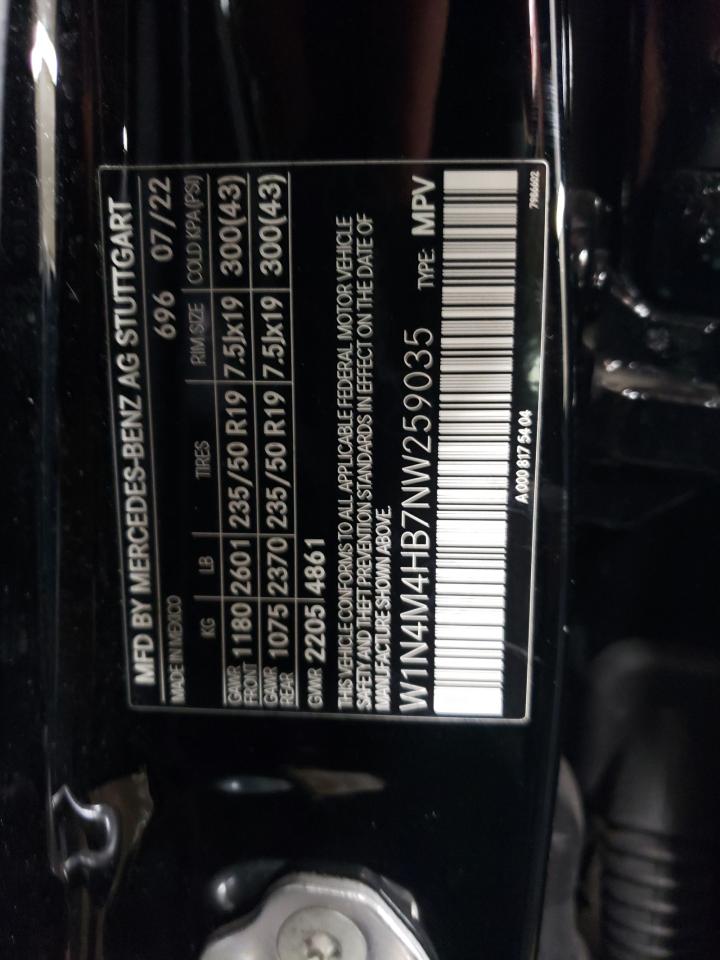 MFD BY MERCEDES-BENZ AG STUTTGART
MADE IN MEXICO 696 07/22
KG LB TIRES RIM SIZE COLD KPA(PSI)
GAWR FRONT 1180 2601 235/50 R19 7.5Jx19 300(43)
GAWR REAR 1075 2370 235/50 R19 7.5Jx19 300(43)
GVWR 2205 4861
THIS VEHICLE CONFORMS TO ALL APPLICABLE FEDERAL MOTOR VEHICLE
SAFETY AND THEFT PREVENTION STANDARDS IN EFFECT ON THE DATE OF
MANUFACTURE SHOWN ABOVE.
W1N4M4HB7NW259035 TYPE: MPV
A 000 817 54 04 7986602